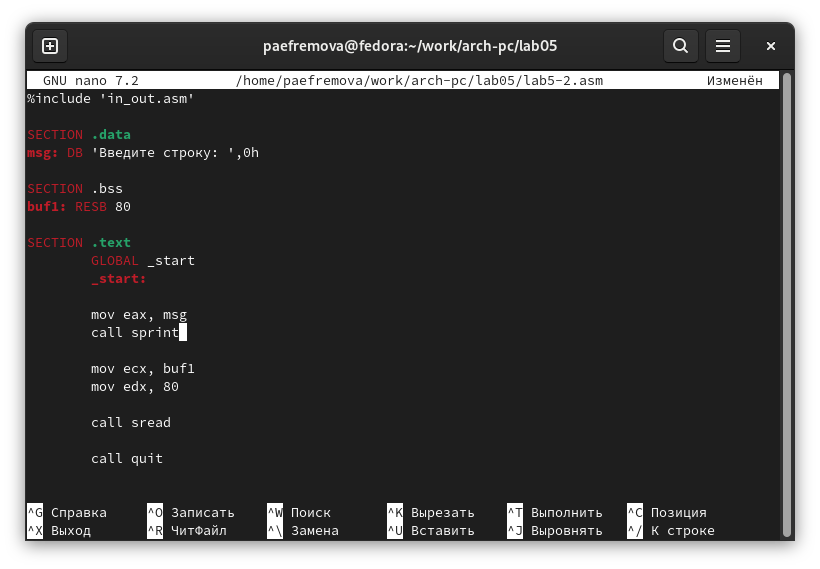 paefremova@fedora:~/work/arch-pc/lab05
GNU nano 7.2 /home/paefremova/work/arch-pc/lab05/lab5-2.asm Изменён
%include 'in_out.asm'
SECTION .data
msg: DB 'Введите строку: ',0h
SECTION .bss
buf1: RESB 80
SECTION .text
GLOBAL _start
_start:
mov eax, msg
call sprint
mov ecx, buf1
mov edx, 80
call sread
call quit
^G Справка ^O Записать ^W Поиск ^K Вырезать ^T Выполнить ^C Позиция
^X Выход ^R ЧитФайл ^\ Замена ^U Вставить ^J Выровнять ^/ К строке